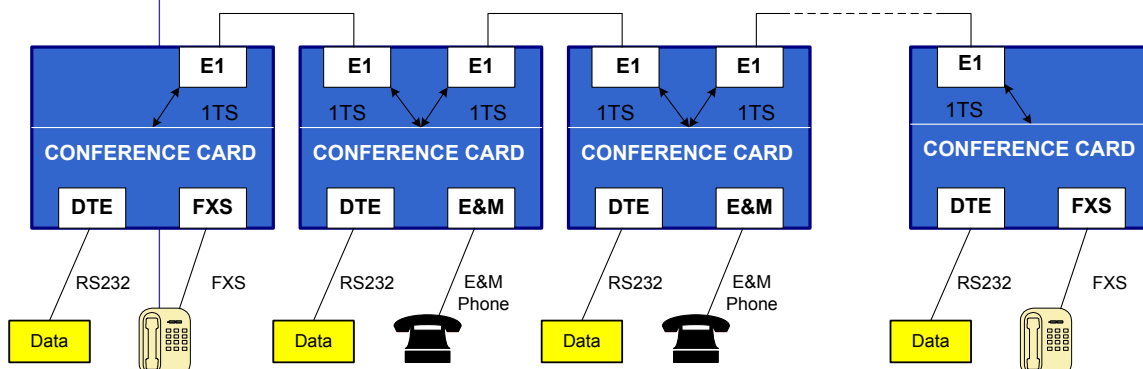 E1 E1 E1 E1 E1 E1
1TS 1TS 1TS 1TS 1TS 1TS
CONFERENCE CARD CONFERENCE CARD CONFERENCE CARD CONFERENCE CARD
DTE FXS DTE E&M DTE E&M DTE FXS
RS232 FXS RS232 E&M RS232 E&M RS232 FXS
Phone Phone
Data Data Data Data